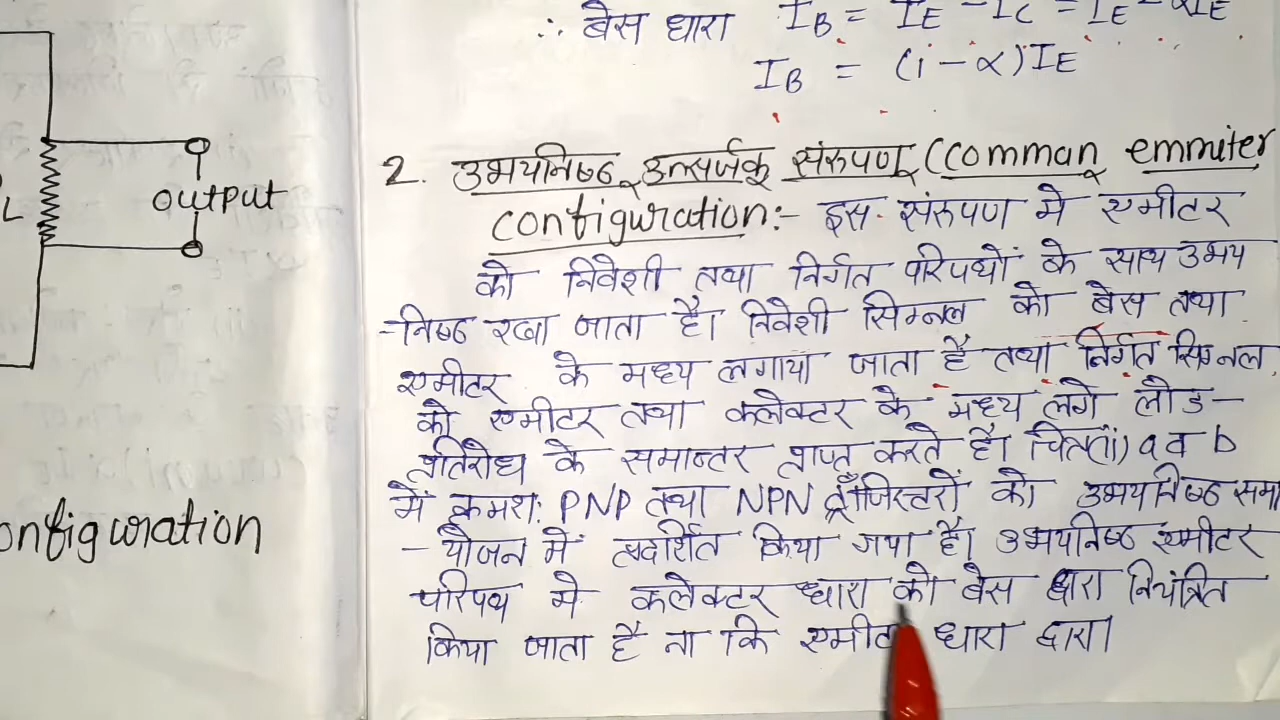 ∴ बेस धारा I_B = I_E - I_C = I_E - αI_E
I_B = (1 - α) I_E
L
output
onfiguration
2. उभयनिष्ठ उत्सर्जक संरुपण (comman emmiter
configuration:- इस संरुपण मे एमीटर
को निवेशी तथा निर्गत परिपथों के साथ उभय
-निष्ठ रखा जाता है। निवेशी सिग्नल को बेस तथा
एमीटर के मध्य लगाया जाता है तथा निर्गत सिग्नल
को एमीटर तथा कलेक्टर के मध्य लगे लोड-
प्रतिरोध के समान्तर प्राप्त करते है। चित्र(i) a व b
में क्रमश: PNP तथा NPN ट्राँजिस्टरों को उभयनिष्ठ समा
- योजन में प्रदर्शित किया गया है। उभयनिष्ठ एमीटर
परिपथ मे कलेक्टर धारा को बेस द्वारा नियंत्रित
किया जाता है ना कि एमीट धारा द्वारा।